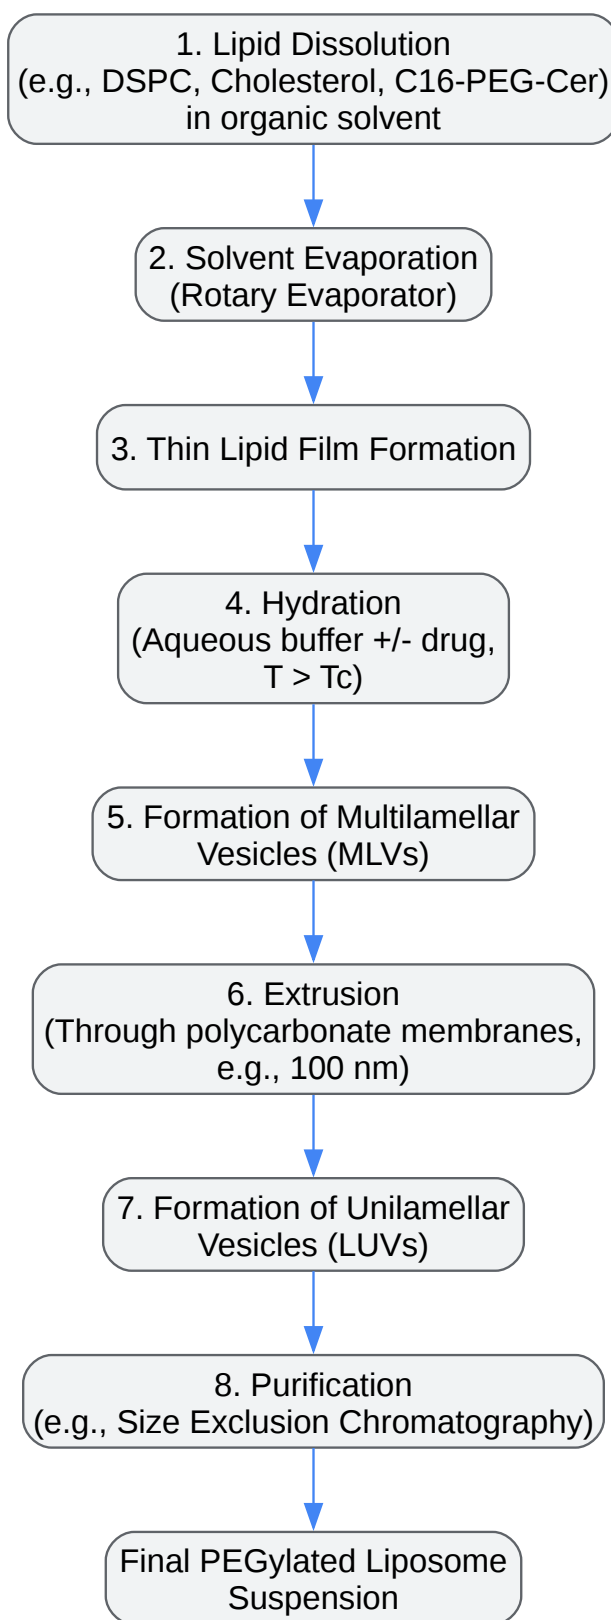 1. Lipid Dissolution
(e.g., DSPC, Cholesterol, C16-PEG-Cer)
in organic solvent
2. Solvent Evaporation
(Rotary Evaporator)
3. Thin Lipid Film Formation
4. Hydration
(Aqueous buffer +/- drug,
T > Tc)
5. Formation of Multilamellar
Vesicles (MLVs)
6. Extrusion
(Through polycarbonate membranes,
e.g., 100 nm)
7. Formation of Unilamellar
Vesicles (LUVs)
8. Purification
(e.g., Size Exclusion Chromatography)
Final PEGylated Liposome
Suspension